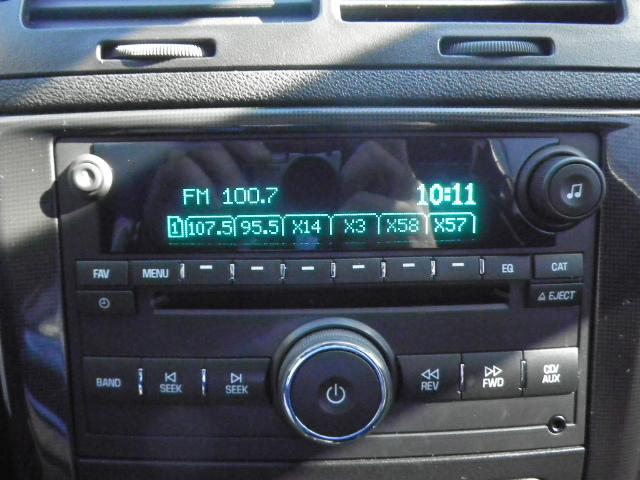 FM 100.7 10:11
1 107.5 95.5 X14 X3 X58 X57
FAV MENU EQ CAT
EJECT
BAND SEEK SEEK REV FWD CD/
AUX